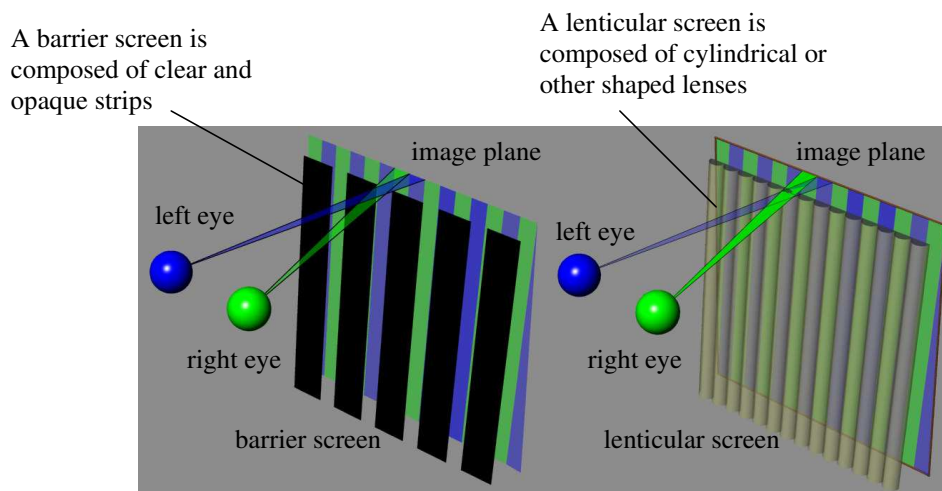 A barrier screen is
composed of clear and
opaque strips
A lenticular screen is
composed of cylindrical or
other shaped lenses
image plane
left eye
right eye
barrier screen
image plane
left eye
right eye
lenticular screen